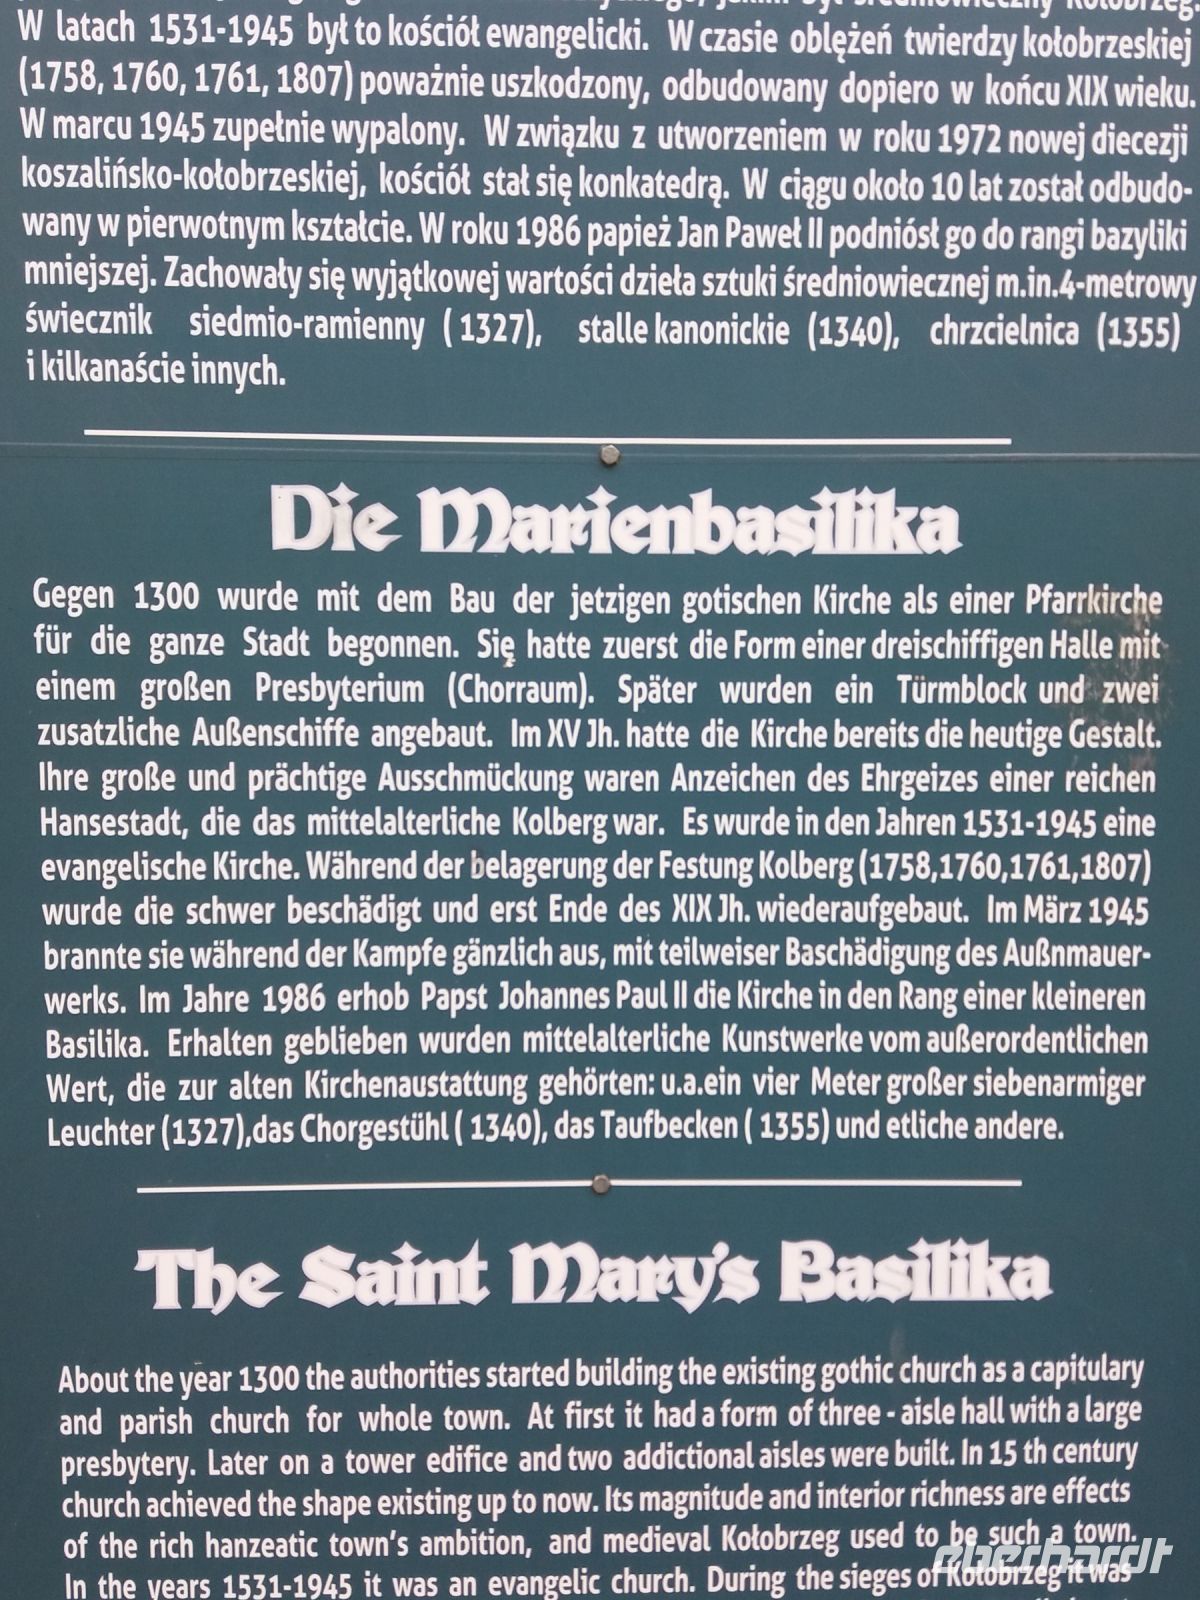 był średniowieczny Kołobrzeg.
W latach 1531-1945 był to kościół ewangelicki. W czasie oblężeń twierdzy kołobrzeskiej
(1758, 1760, 1761, 1807) poważnie uszkodzony, odbudowany dopiero w końcu XIX wieku.
W marcu 1945 zupełnie wypalony. W związku z utworzeniem w roku 1972 nowej diecezji
koszalińsko-kołobrzeskiej, kościół stał się konkatedrą. W ciągu około 10 lat został odbudo-
wany w pierwotnym kształcie. W roku 1986 papież Jan Paweł II podniósł go do rangi bazyliki
mniejszej. Zachowały się wyjątkowej wartości dzieła sztuki średniowiecznej m.in.4-metrowy
świecznik siedmio-ramienny ( 1327), stalle kanonickie (1340), chrzcielnica (1355)
i kilkanaście innych.
Die Marienbasilika
Gegen 1300 wurde mit dem Bau der jetzigen gotischen Kirche als einer Pfarrkirche
für die ganze Stadt begonnen. Się hatte zuerst die Form einer dreischiffigen Halle mit
einem großen Presbyterium (Chorraum). Später wurden ein Türmblock und zwei
zusatzliche Außenschiffe angebaut. Im XV Jh. hatte die Kirche bereits die heutige Gestalt.
Ihre große und prächtige Ausschmückung waren Anzeichen des Ehrgeizes einer reichen
Hansestadt, die das mittelalterliche Kolberg war. Es wurde in den Jahren 1531-1945 eine
evangelische Kirche. Während der belagerung der Festung Kolberg (1758,1760,1761,1807)
wurde die schwer beschädigt und erst Ende des XIX Jh. wiederaufgebaut. Im März 1945
brannte sie während der Kampfe gänzlich aus, mit teilweiser Baschädigung des Außnmauer-
werks. Im Jahre 1986 erhob Papst Johannes Paul II die Kirche in den Rang einer kleineren
Basilika. Erhalten geblieben wurden mittelalterliche Kunstwerke vom außerordentlichen
Wert, die zur alten Kirchenaustattung gehörten: u.a.ein vier Meter großer siebenarmiger
Leuchter (1327),das Chorgestühl ( 1340), das Taufbecken ( 1355) und etliche andere.
The Saint Mary's Basilika
About the year 1300 the authorities started building the existing gothic church as a capitulary
and parish church for whole town. At first it had a form of three - aisle hall with a large
presbytery. Later on a tower edifice and two addictional aisles were built. In 15 th century
church achieved the shape existing up to now. Its magnitude and interior richness are effects
of the rich hanzeatic town's ambition, and medieval Kołobrzeg used to be such a town.
In the years 1531-1945 it was an evangelic church. During the sieges of Kołobrzeg it was
eberhardt